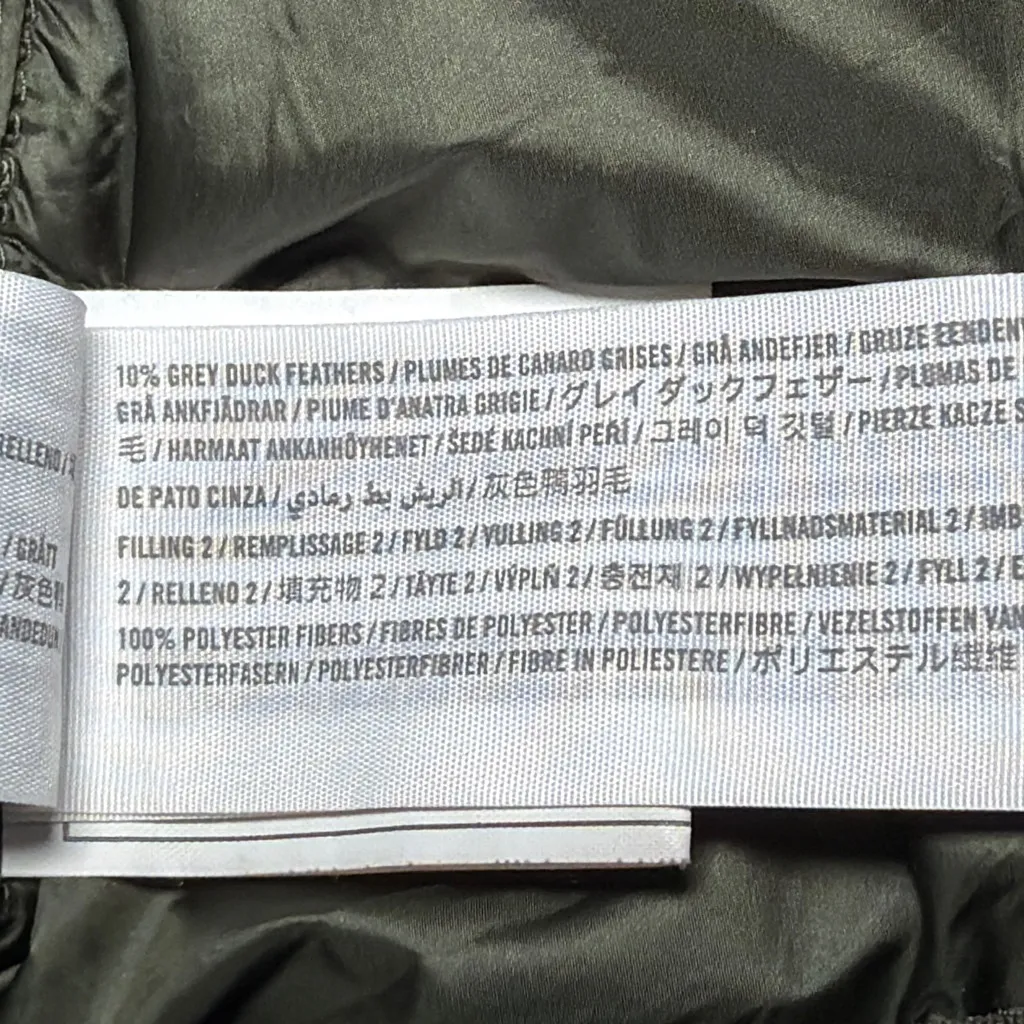 10% GREY DUCK FEATHERS / PLUMES DE CANARD GRISES / GRÅ ANDEFJER / GRIJZE EENDEN
GRÅ ANKFJÄDRAR / PIUME D'ANATRA GRIGIE / グレイ ダックフェザー / PLUMAS DE
毛 / HARMAAT ANKANHÖYHENET / ŠEDÉ KACHNÍ PEŘÍ / 그레이 덕 깃털 / PIERZE KACZE S
DE PATO CINZA / الريش بط رمادي / 灰色鸭羽毛
FILLING 2 / REMPLISSAGE 2 / FYLD 2 / VULLING 2 / FÜLLUNG 2 / FYLLNADSMATERIAL 2 / IMB
2 / RELLENO 2 / 填充物 2 / TÄYTE 2 / VÝPLŇ 2 / 충전재 2 / WYPEŁNIENIE 2 / FYLL 2 / E
100% POLYESTER FIBERS / FIBRES DE POLYESTER / POLYESTERFIBRE / VEZELSTOFFEN VAN
POLYESTERFASERN / POLYESTERFIBRER / FIBRE IN POLIESTERE / ポリエステル繊維
RELLENO /
/ GRÅTT
/ 灰色
ANDEDUN